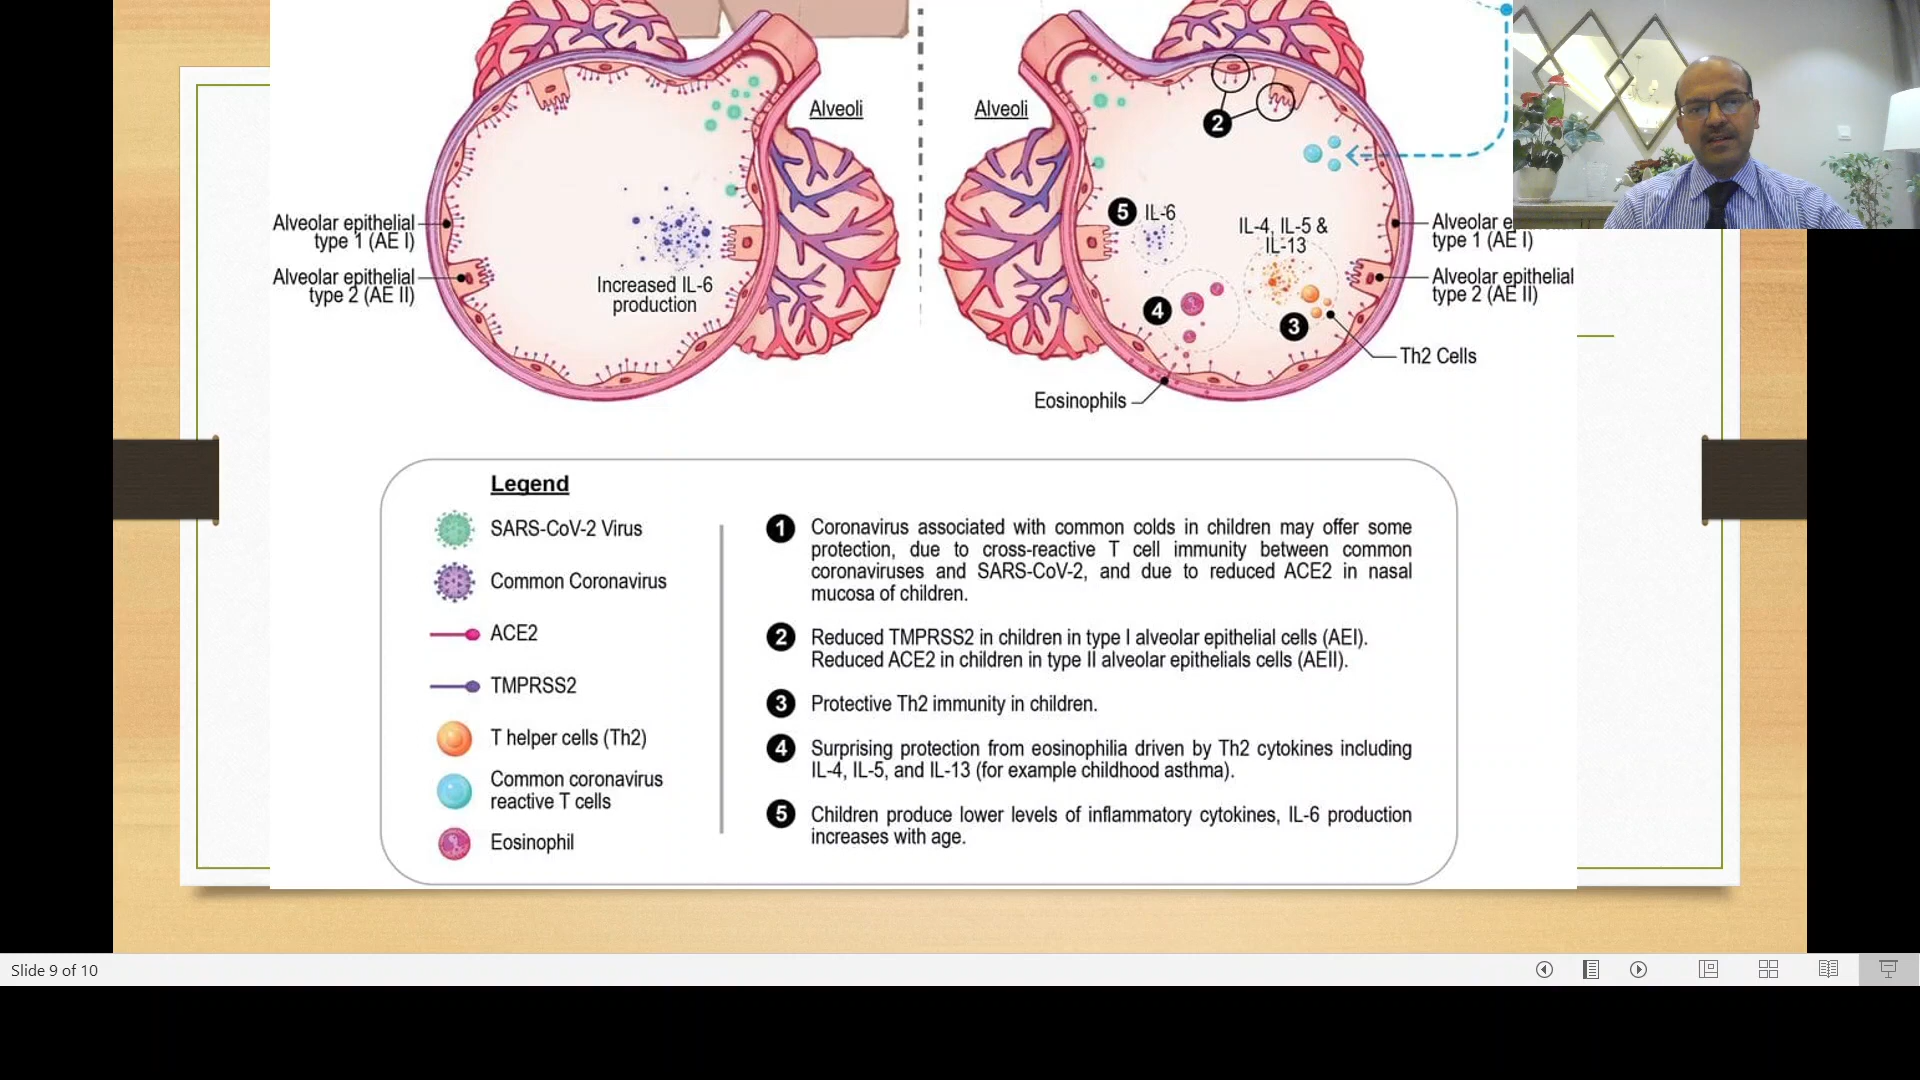 Alveoli
Alveolar epithelial
type 1 (AE I)
Alveolar epithelial
type 2 (AE II)
Increased IL-6
production
Alveoli
2
5 IL-6
IL-4, IL-5 &
IL-13
4
3
Alveolar e
type 1 (AE I)
Alveolar epithelial
type 2 (AE II)
Th2 Cells
Eosinophils
Legend
SARS-CoV-2 Virus
Common Coronavirus
ACE2
TMPRSS2
T helper cells (Th2)
Common coronavirus
reactive T cells
Eosinophil
1 Coronavirus associated with common colds in children may offer some
protection, due to cross-reactive T cell immunity between common
coronaviruses and SARS-CoV-2, and due to reduced ACE2 in nasal
mucosa of children.
2 Reduced TMPRSS2 in children in type I alveolar epithelial cells (AEI).
Reduced ACE2 in children in type II alveolar epithelials cells (AEII).
3 Protective Th2 immunity in children.
4 Surprising protection from eosinophilia driven by Th2 cytokines including
IL-4, IL-5, and IL-13 (for example childhood asthma).
5 Children produce lower levels of inflammatory cytokines, IL-6 production
increases with age.
Slide 9 of 10